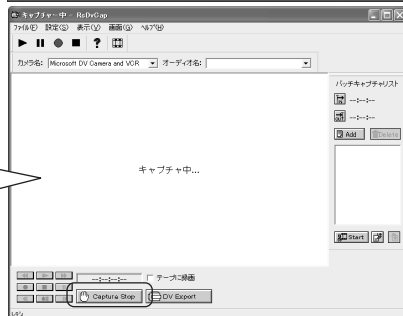 キャプチャー中 - ReDvCap
ファイル(F) 設定(S) 表示(V) 画面(G) ヘルプ(H)
カメラ名: Microsoft DV Camera and VCR オーディオ名:
バッチキャプチャリスト
IN --:--:--
OUT --:--:--
Add Delete
キャプチャ中...
Start
--:--:--:-- テープに録画
Capture Stop DV Export